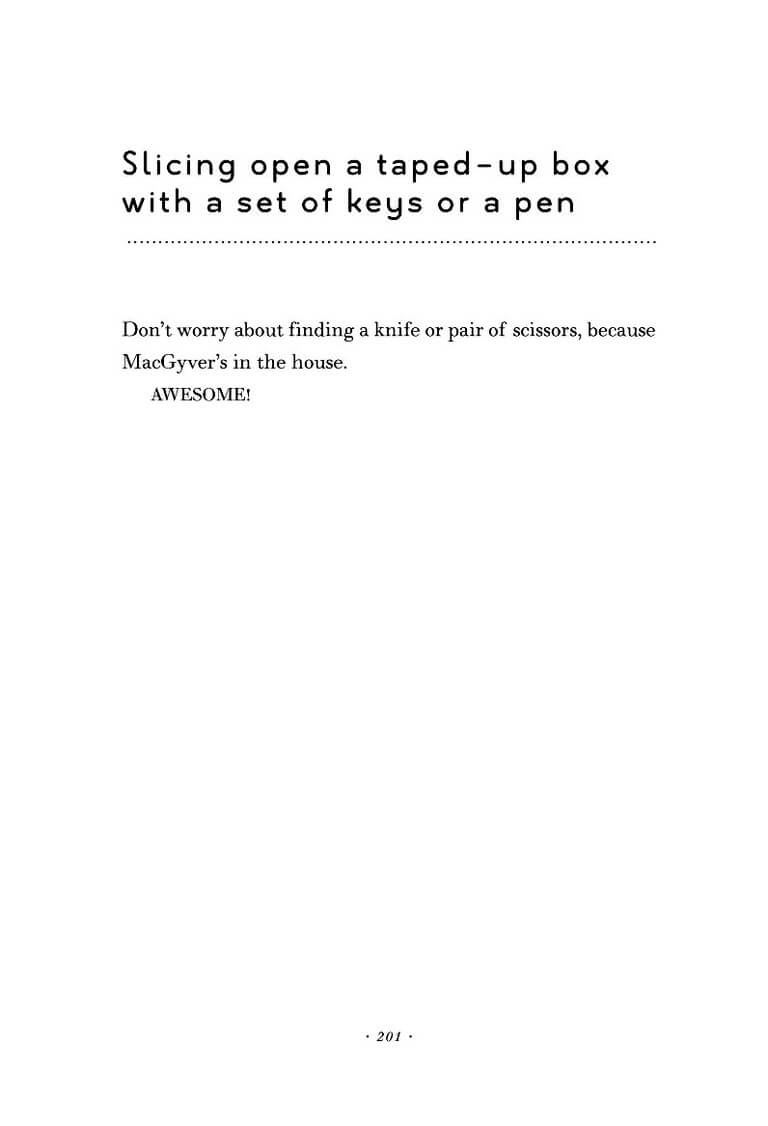 Slicing open a taped-up box
with a set of keys or a pen
Don't worry about finding a knife or pair of scissors, because
MacGyver's in the house.
AWESOME!
· 201 ·